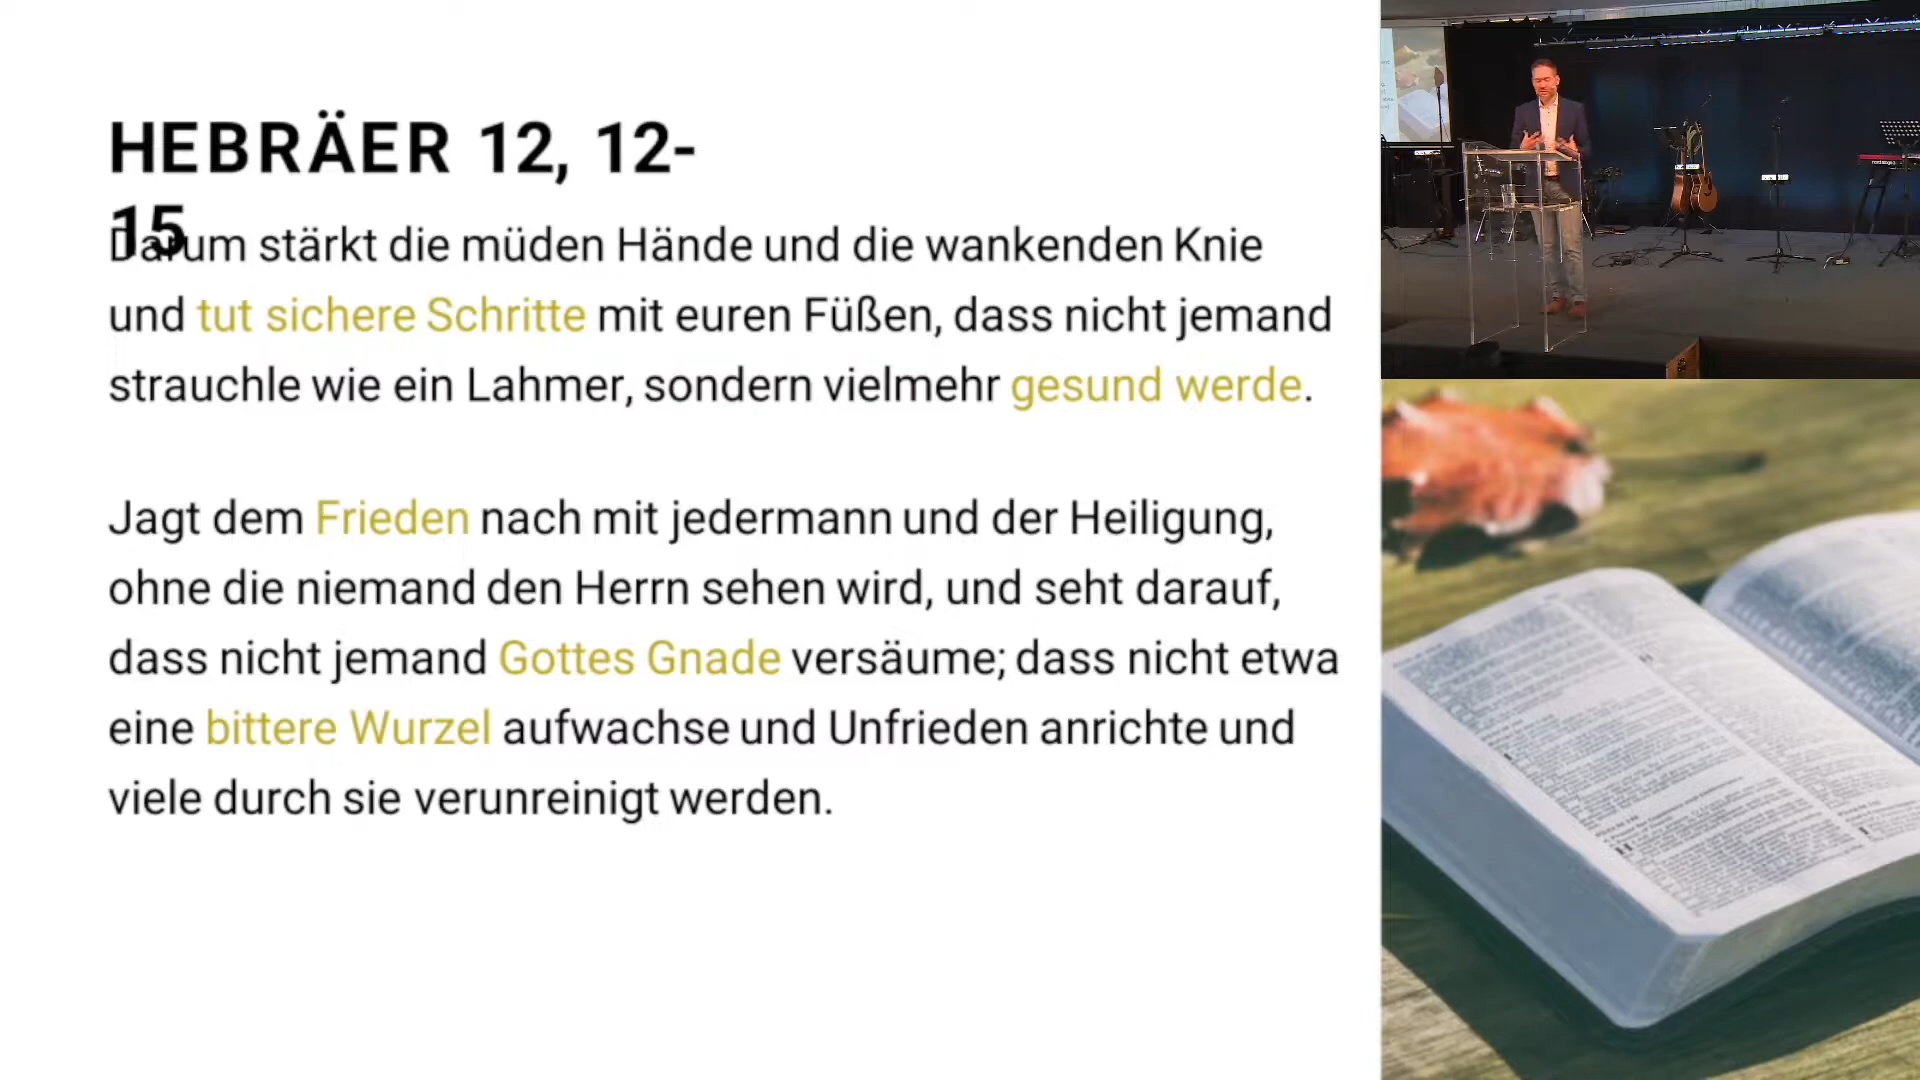 HEBRÄER 12, 12-
15
Darum stärkt die müden Hände und die wankenden Knie
und tut sichere Schritte mit euren Füßen, dass nicht jemand
strauchle wie ein Lahmer, sondern vielmehr gesund werde.
Jagt dem Frieden nach mit jedermann und der Heiligung,
ohne die niemand den Herrn sehen wird, und seht darauf,
dass nicht jemand Gottes Gnade versäume; dass nicht etwa
eine bittere Wurzel aufwachse und Unfrieden anrichte und
viele durch sie verunreinigt werden.